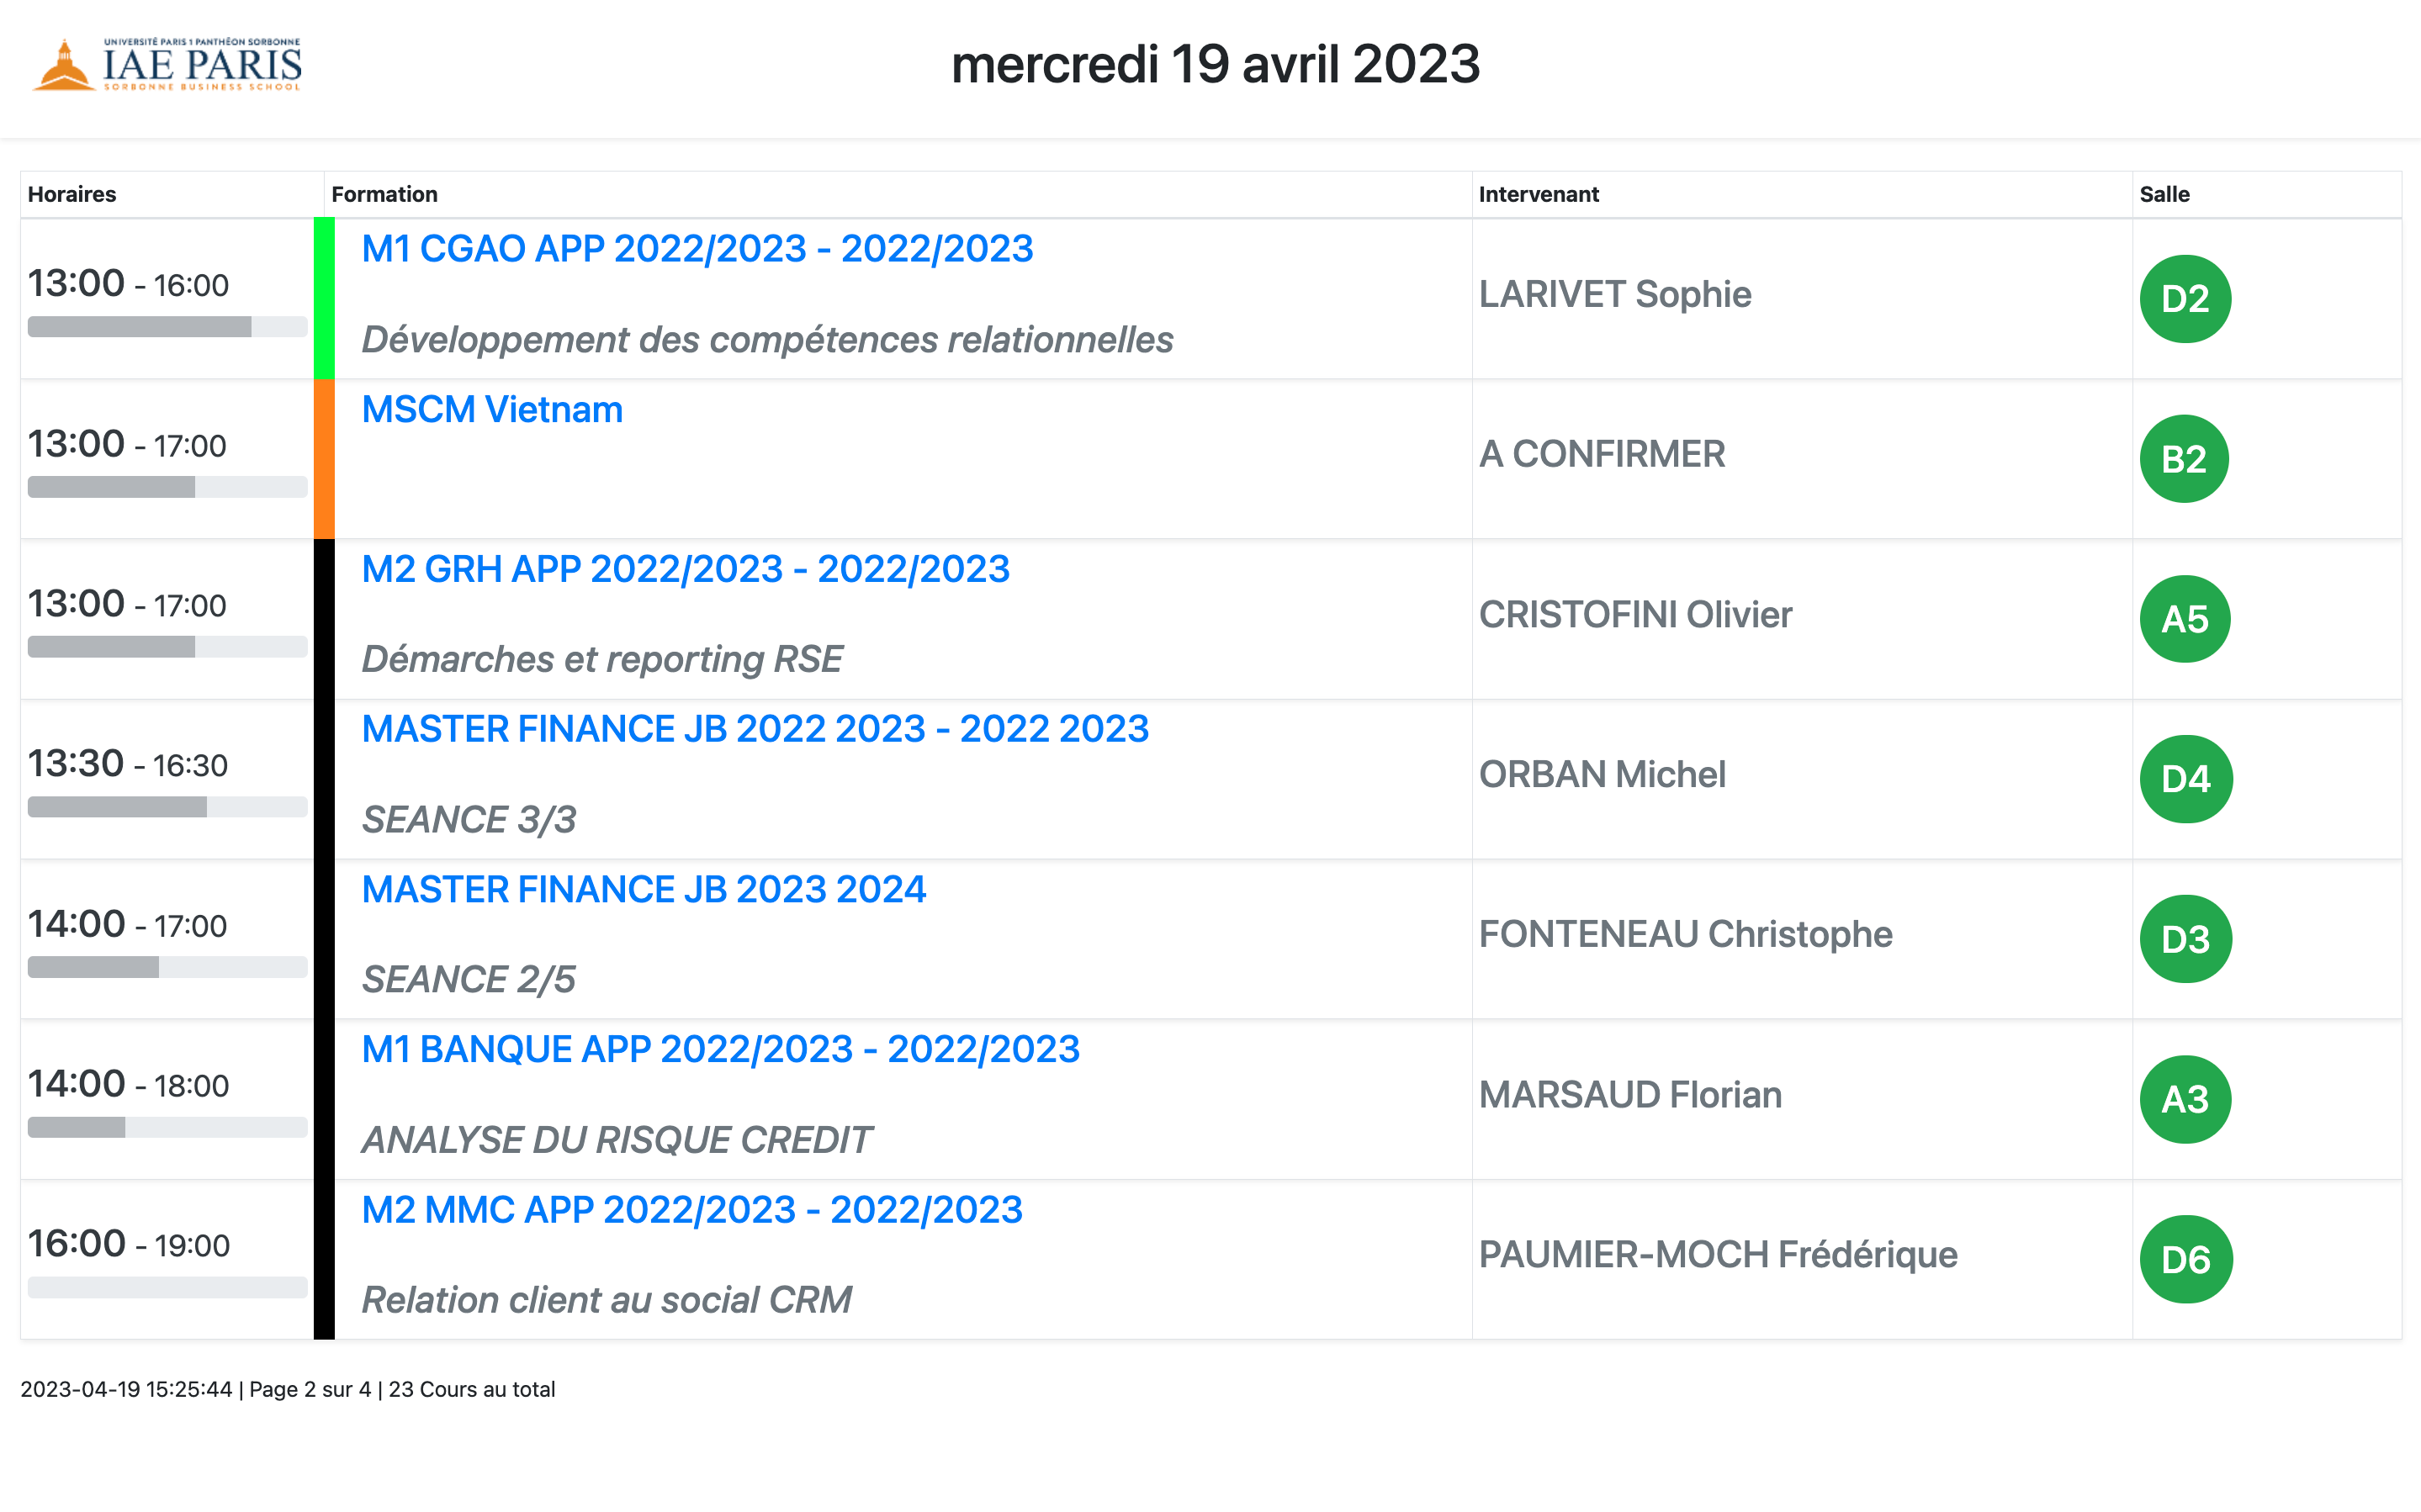 UNIVERSITÉ PARIS 1 PANTHÉON SORBONNE
IAE PARIS
SORBONNE BUSINESS SCHOOL
mercredi 19 avril 2023
Horaires Formation Intervenant Salle
M1 CGAO APP 2022/2023 - 2022/2023
13:00 - 16:00 LARIVET Sophie D2
Développement des compétences relationnelles
MSCM Vietnam
13:00 - 17:00 A CONFIRMER B2
M2 GRH APP 2022/2023 - 2022/2023
13:00 - 17:00 CRISTOFINI Olivier A5
Démarches et reporting RSE
MASTER FINANCE JB 2022 2023 - 2022 2023
13:30 - 16:30 ORBAN Michel D4
SEANCE 3/3
MASTER FINANCE JB 2023 2024
14:00 - 17:00 FONTENEAU Christophe D3
SEANCE 2/5
M1 BANQUE APP 2022/2023 - 2022/2023
14:00 - 18:00 MARSAUD Florian A3
ANALYSE DU RISQUE CREDIT
M2 MMC APP 2022/2023 - 2022/2023
16:00 - 19:00 PAUMIER-MOCH Frédérique D6
Relation client au social CRM
2023-04-19 15:25:44 | Page 2 sur 4 | 23 Cours au total